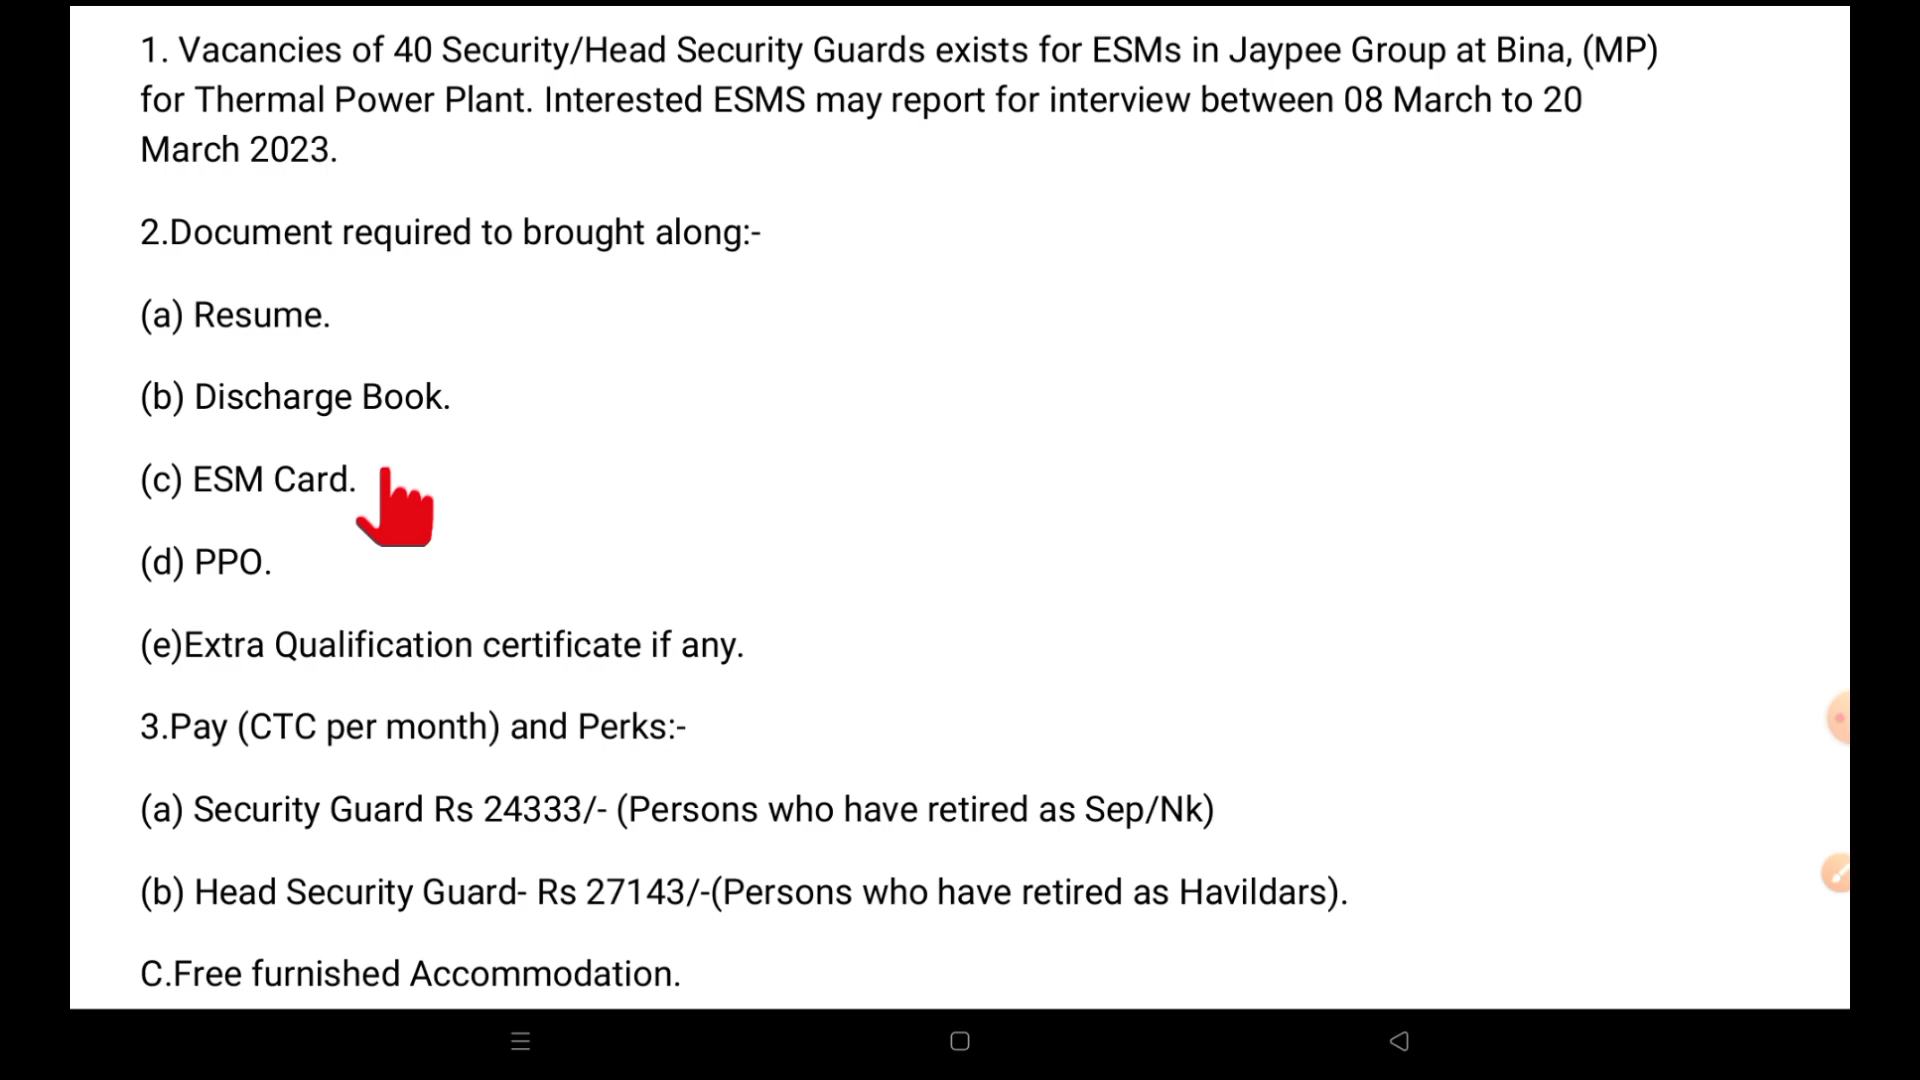 1. Vacancies of 40 Security/Head Security Guards exists for ESMs in Jaypee Group at Bina, (MP)
for Thermal Power Plant. Interested ESMS may report for interview between 08 March to 20
March 2023.
2.Document required to brought along:-
(a) Resume.
(b) Discharge Book.
(c) ESM Card.
(d) PPO.
(e)Extra Qualification certificate if any.
3.Pay (CTC per month) and Perks:-
(a) Security Guard Rs 24333/- (Persons who have retired as Sep/Nk)
(b) Head Security Guard- Rs 27143/-(Persons who have retired as Havildars).
C.Free furnished Accommodation.